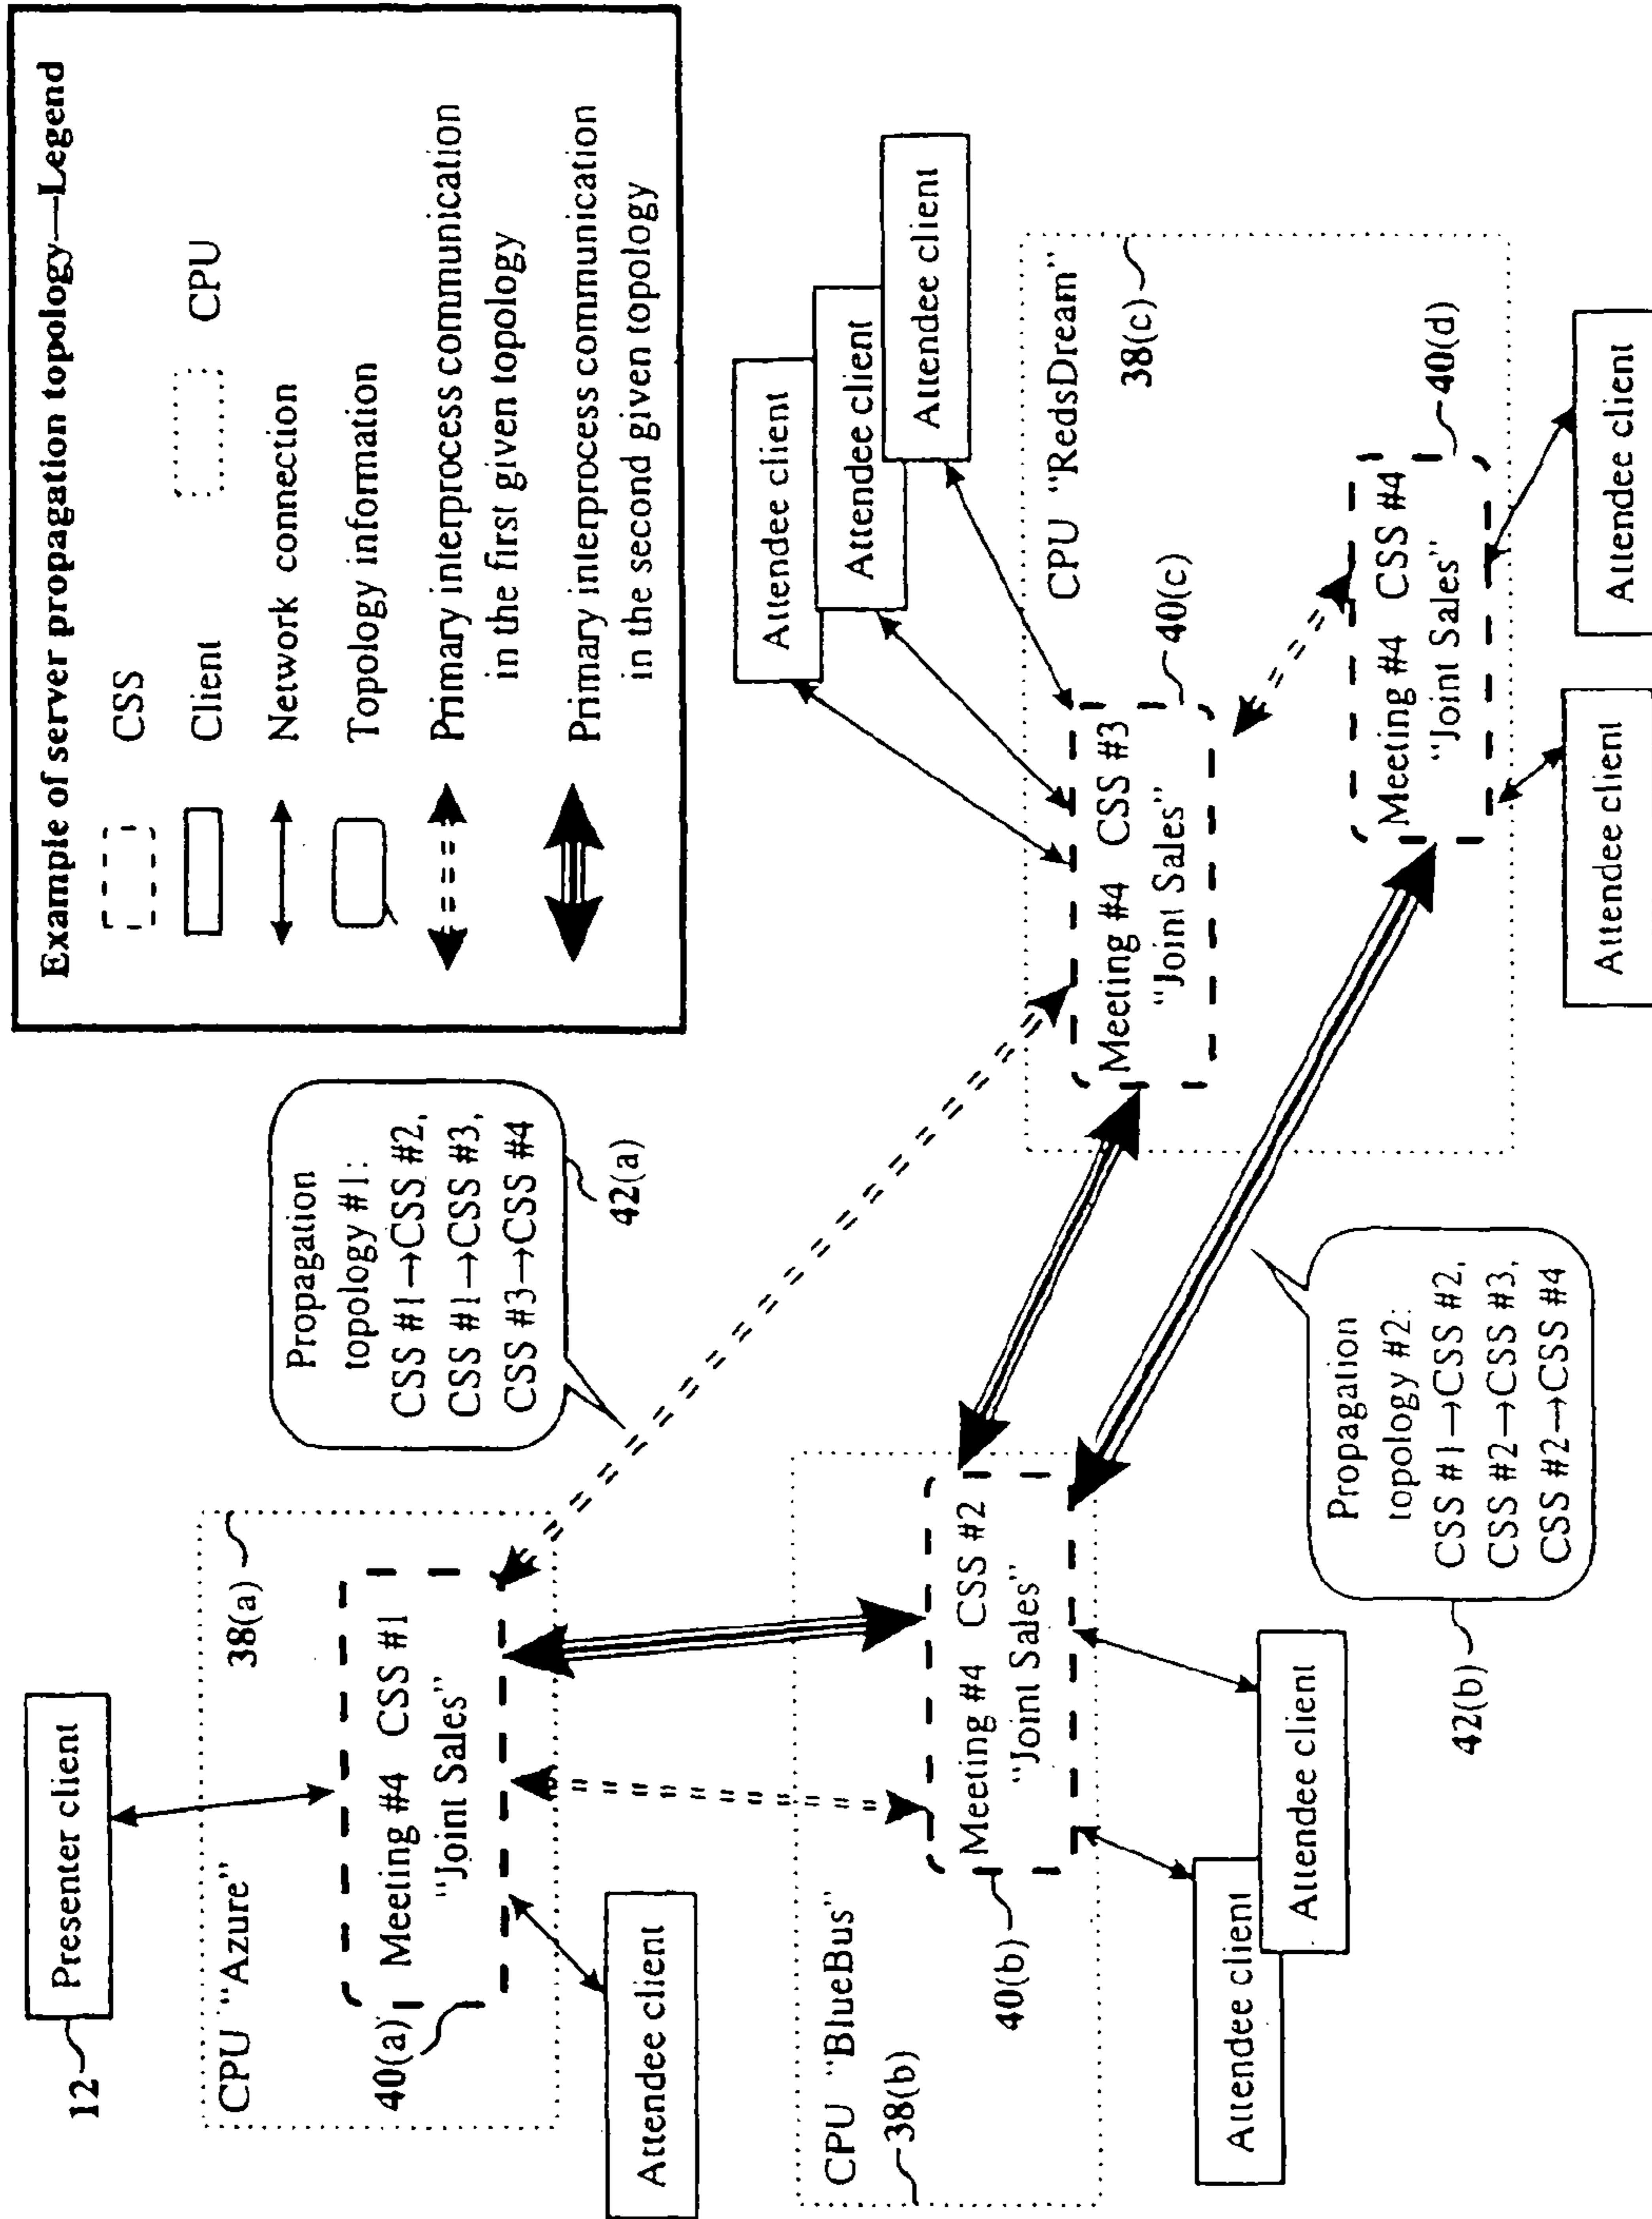 Example of server propagation topology—Legend
CSS
Client
CPU
Network connection
Topology information
Primary interprocess communication
in the first given topology
Primary interprocess communication
in the second given topology
12
Presenter client
CPU "Azure"
38(a)
Meeting #4 CSS #1
"Joint Sales"
40(a)
Attendee client
Propagation
topology #1:
CSS #1→CSS #2,
CSS #1→CSS #3,
CSS #3→CSS #4
42(a)
CPU "BlueBus"
38(b)
Meeting #4 CSS #2
"Joint Sales"
40(b)
Attendee client
Attendee client
Propagation
topology #2:
CSS #1→CSS #2,
CSS #2→CSS #3,
CSS #2→CSS #4
42(b)
Attendee client
Attendee client
Attendee client
CPU "RedsDream"
38(c)
Meeting #4 CSS #3
"Joint Sales"
40(c)
Meeting #4 CSS #4
"Joint Sales"
40(d)
Attendee client
Attendee client